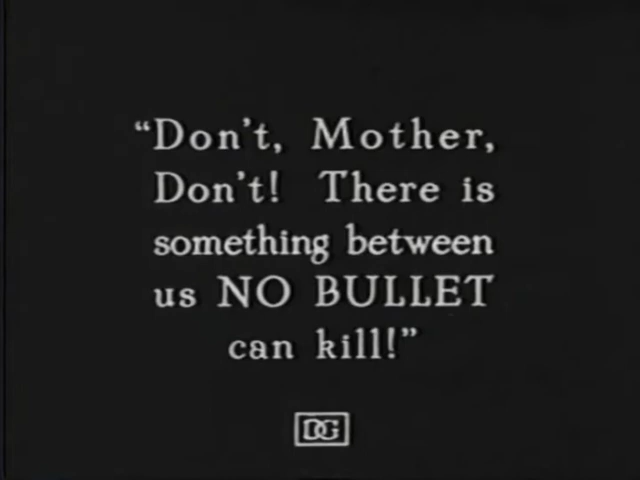 “Don't, Mother,
Don't! There is
something between
us NO BULLET
can kill!”
DG